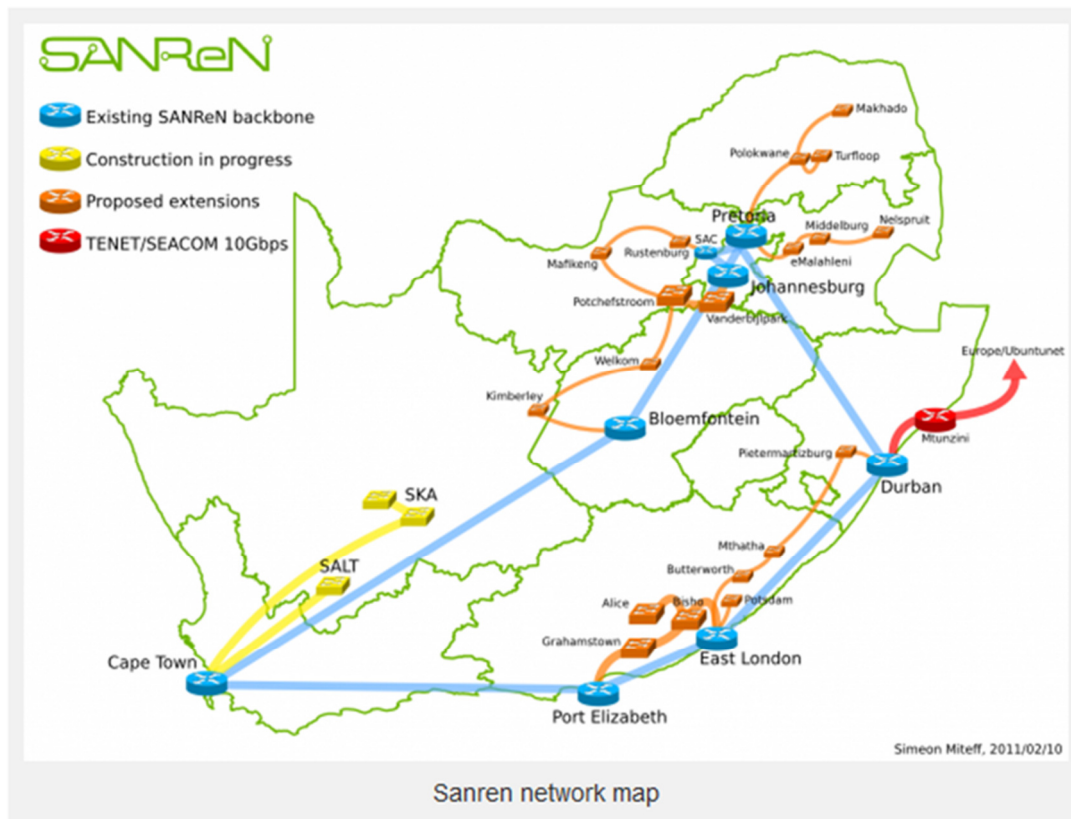 SANReN
Existing SANReN backbone
Construction in progress
Proposed extensions
TENET/SEACOM 10Gbps
Makhado
Polokwane
Turfloop
Pretoria
Middelburg
Nelspruit
SAC
Rustenburg
eMalahleni
Mafikeng
Johannesburg
Potchefstroom
Vanderbijlpark
Europe/Ubuntunet
Welkom
Kimberley
Bloemfontein
Mtunzini
Pietermartizburg
Durban
SKA
Mthatha
SALT
Butterworth
Alice
Bisho
Potsdam
Grahamstown
East London
Cape Town
Port Elizabeth
Simeon Miteff, 2011/02/10
Sanren network map